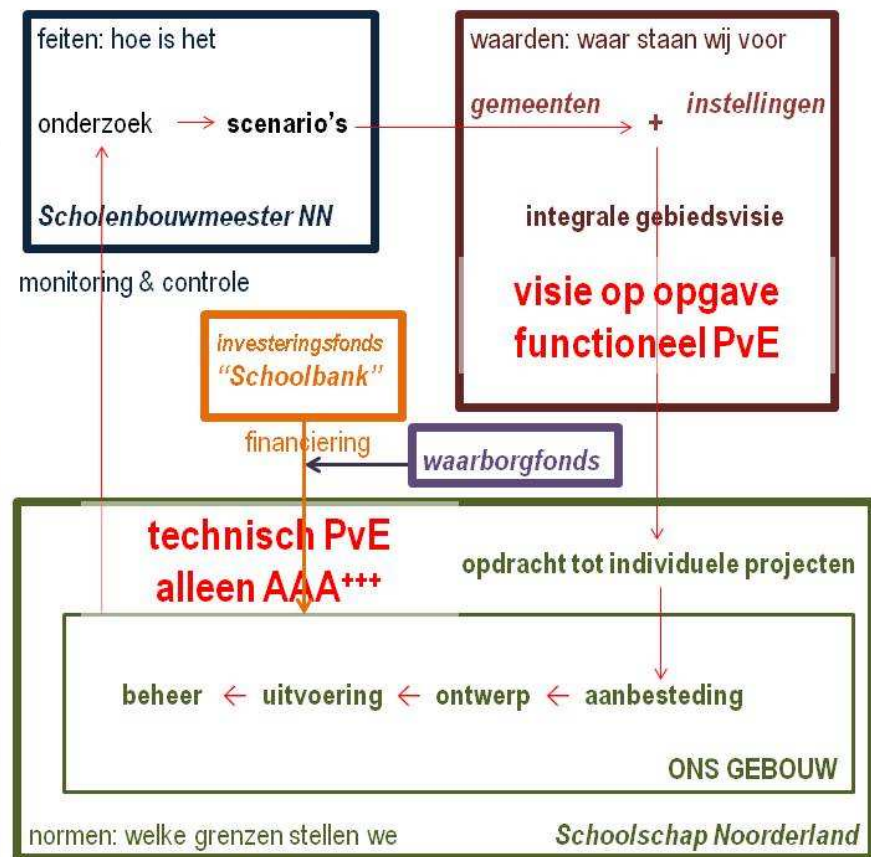 feiten: hoe is het
onderzoek → scenario's
Scholenbouwmeester NN
waarden: waar staan wij voor
gemeenten + instellingen
integrale gebiedsvisie
visie op opgave
functioneel PvE
monitoring & controle
investeringsfonds
“Schoolbank”
financiering
waarborgfonds
technisch PvE
alleen AAA+++
opdracht tot individuele projecten
beheer ← uitvoering ← ontwerp ← aanbesteding
ONS GEBOUW
normen: welke grenzen stellen we
Schoolschap Noorderland